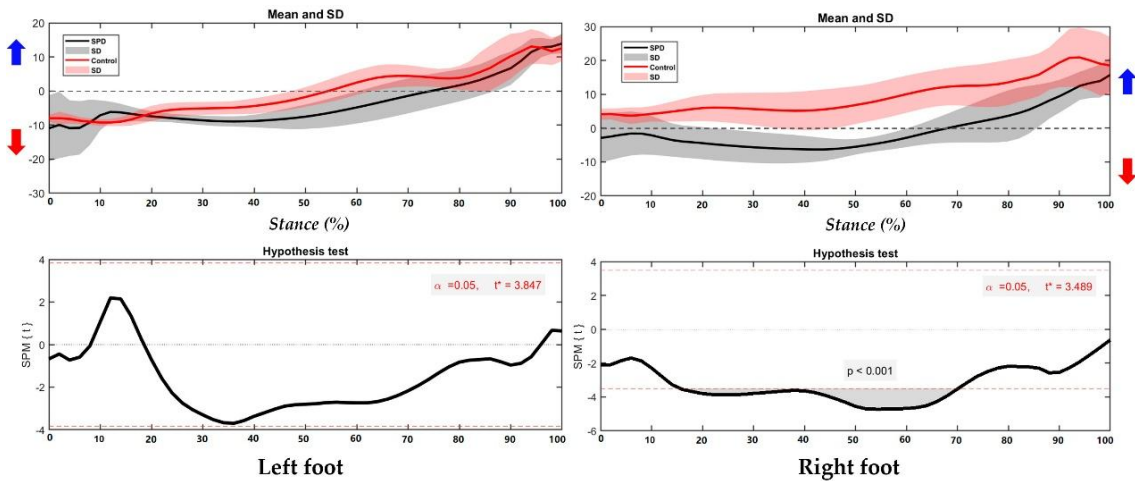 Mean and SD
20
10
0
-10
-20
-30
SPD
SD
Control
SD
0 10 20 30 40 50 60 70 80 90 100
Stance (%)
Mean and SD
30
20
10
0
-10
-20
SPD
SD
Control
SD
0 10 20 30 40 50 60 70 80 90 100
Stance (%)
Hypothesis test
4
2
0
-2
-4
SPM { t }
α =0.05, t* = 3.847
0 10 20 30 40 50 60 70 80 90 100
Left foot
Hypothesis test
4
2
0
-2
-4
-6
SPM { t }
α =0.05, t* = 3.489
p < 0.001
0 10 20 30 40 50 60 70 80 90 100
Right foot